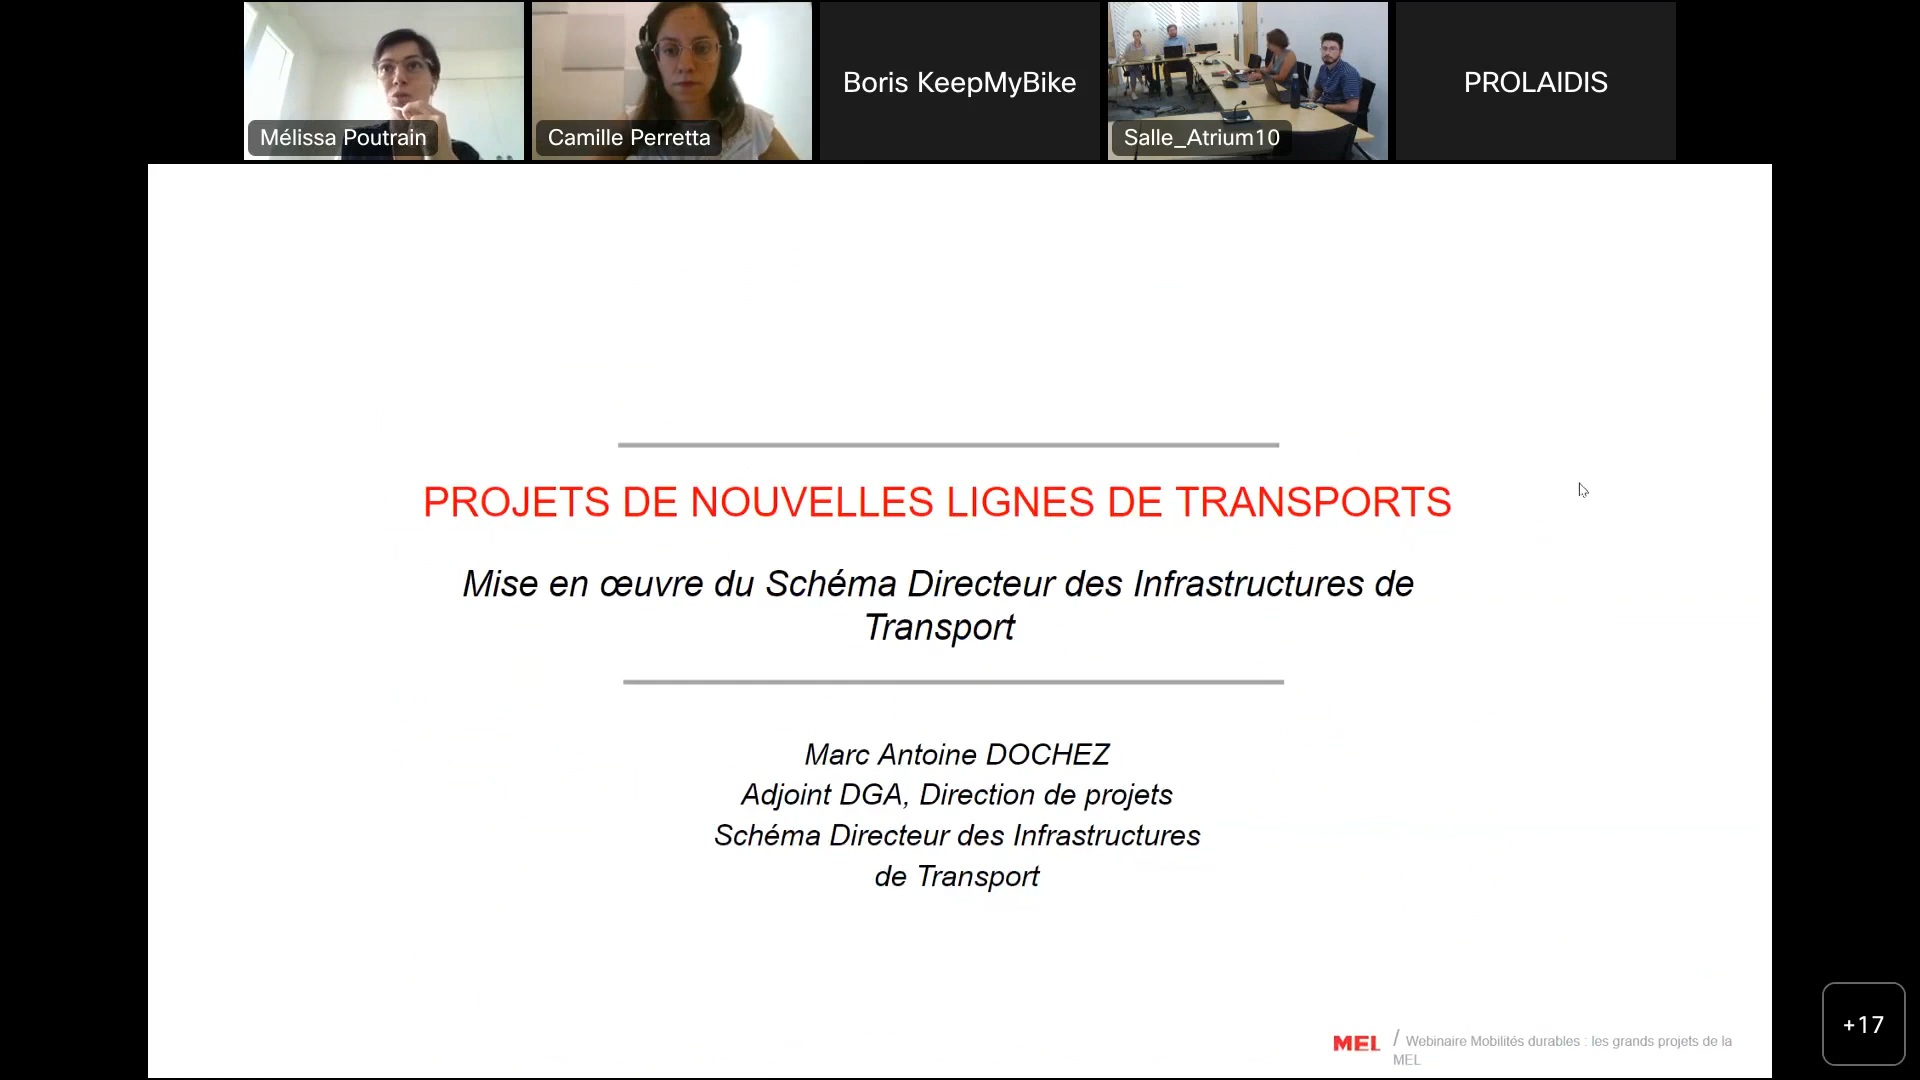 Mélissa Poutrain
Camille Perretta
Boris KeepMyBike
Salle_Atrium10
PROLAIDIS
PROJETS DE NOUVELLES LIGNES DE TRANSPORTS
Mise en œuvre du Schéma Directeur des Infrastructures de
Transport
Marc Antoine DOCHEZ
Adjoint DGA, Direction de projets
Schéma Directeur des Infrastructures
de Transport
MEL / Webinaire Mobilités durables : les grands projets de la
MEL
+17